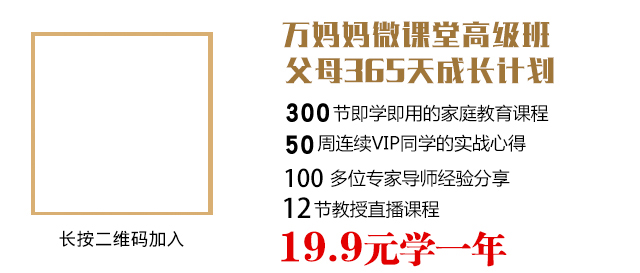 万妈妈微课堂高级班
父母365天成长计划
300节即学即用的家庭教育课程
50周连续VIP同学的实战心得
100 多位专家导师经验分享
12节教授直播课程
长按二维码加入
19.9元学一年